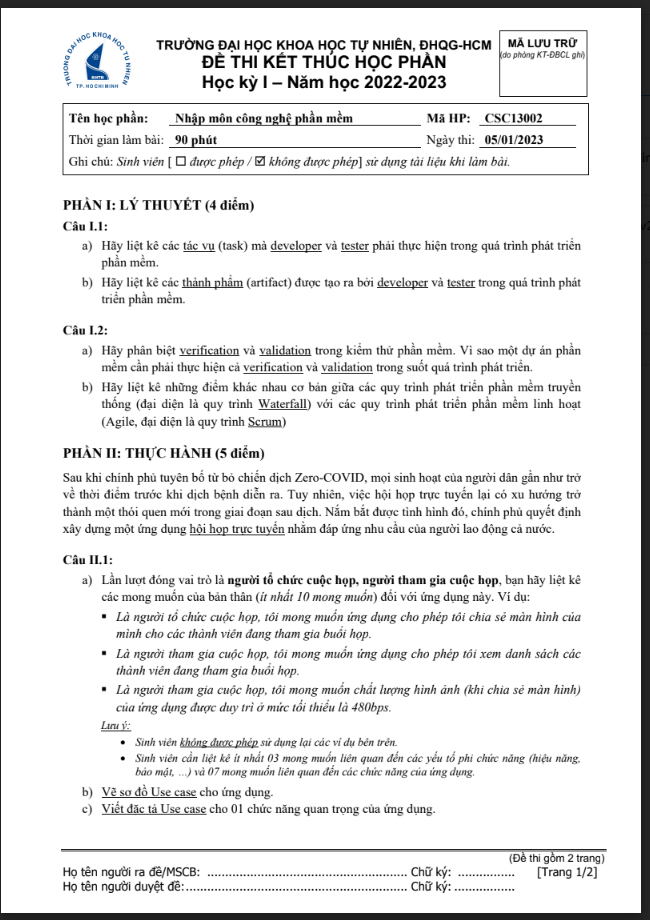 TRƯỜNG ĐẠI HỌC KHOA HỌC TỰ NHIÊN
TP. HỒ CHÍ MINH
TRƯỜNG ĐẠI HỌC KHOA HỌC TỰ NHIÊN, ĐHQG-HCM
ĐỀ THI KẾT THÚC HỌC PHẦN
Học kỳ I – Năm học 2022-2023
MÃ LƯU TRỮ
(do phòng KT-ĐBCL ghi)
Tên học phần: Nhập môn công nghệ phần mềm Mã HP: CSC13002
Thời gian làm bài: 90 phút Ngày thi: 05/01/2023
Ghi chú: Sinh viên [ ☐ được phép / ☑ không được phép] sử dụng tài liệu khi làm bài.
PHẦN I: LÝ THUYẾT (4 điểm)
Câu I.1:
a) Hãy liệt kê các tác vụ (task) mà developer và tester phải thực hiện trong quá trình phát triển
phần mềm.
b) Hãy liệt kê các thành phẩm (artifact) được tạo ra bởi developer và tester trong quá trình phát
triển phần mềm.
Câu I.2:
a) Hãy phân biệt verification và validation trong kiểm thử phần mềm. Vì sao một dự án phần
mềm cần phải thực hiện cả verification và validation trong suốt quá trình phát triển.
b) Hãy liệt kê những điểm khác nhau cơ bản giữa các quy trình phát triển phần mềm truyền
thống (đại diện là quy trình Waterfall) với các quy trình phát triển phần mềm linh hoạt
(Agile, đại diện là quy trình Scrum)
PHẦN II: THỰC HÀNH (5 điểm)
Sau khi chính phủ tuyên bố từ bỏ chiến dịch Zero-COVID, mọi sinh hoạt của người dân gần như trở
về thời điểm trước khi dịch bệnh diễn ra. Tuy nhiên, việc hội họp trực tuyến lại có xu hướng trở
thành một thói quen mới trong giai đoạn sau dịch. Nắm bắt được tình hình đó, chính phủ quyết định
xây dựng một ứng dụng hội họp trực tuyến nhằm đáp ứng nhu cầu của người lao động cả nước.
Câu II.1:
a) Lần lượt đóng vai trò là người tổ chức cuộc họp, người tham gia cuộc họp, bạn hãy liệt kê
các mong muốn của bản thân (ít nhất 10 mong muốn) đối với ứng dụng này. Ví dụ:
▪ Là người tổ chức cuộc họp, tôi mong muốn ứng dụng cho phép tôi chia sẻ màn hình của
mình cho các thành viên đang tham gia buổi họp.
▪ Là người tham gia cuộc họp, tôi mong muốn ứng dụng cho phép tôi xem danh sách các
thành viên đang tham gia buổi họp.
▪ Là người tham gia cuộc họp, tôi mong muốn chất lượng hình ảnh (khi chia sẻ màn hình)
của ứng dụng được duy trì ở mức tối thiểu là 480bps.
Lưu ý:
• Sinh viên không được phép sử dụng lại các ví dụ bên trên.
• Sinh viên cần liệt kê ít nhất 03 mong muốn liên quan đến các yếu tố phi chức năng (hiệu năng,
bảo mật, …) và 07 mong muốn liên quan đến các chức năng của ứng dụng.
b) Vẽ sơ đồ Use case cho ứng dụng.
c) Viết đặc tả Use case cho 01 chức năng quan trọng của ứng dụng.
(Đề thi gồm 2 trang)
Họ tên người ra đề/MSCB: ........................................................ Chữ ký: ................ [Trang 1/2]
Họ tên người duyệt đề:.............................................................. Chữ ký: .................